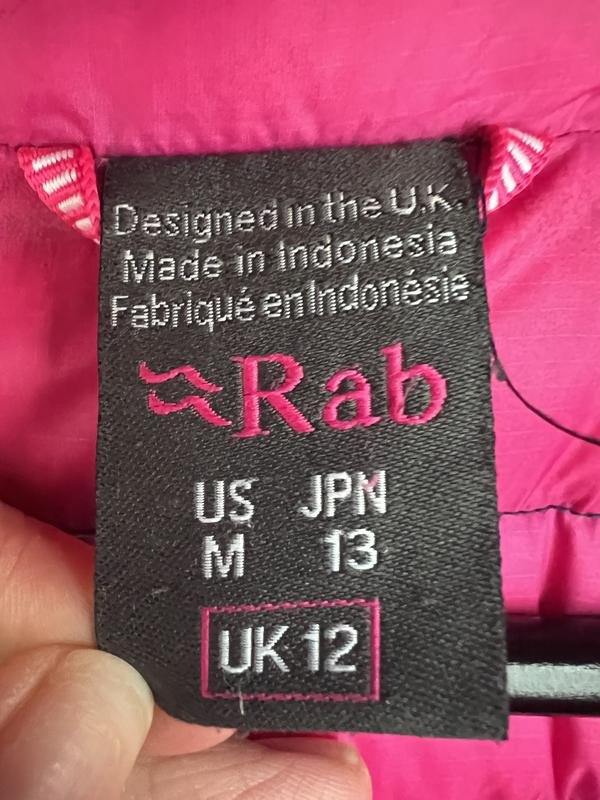 Designed in the U.K.
Made in Indonesia
Fabriqué en Indonésie
Rab
US JPN
M 13
UK 12